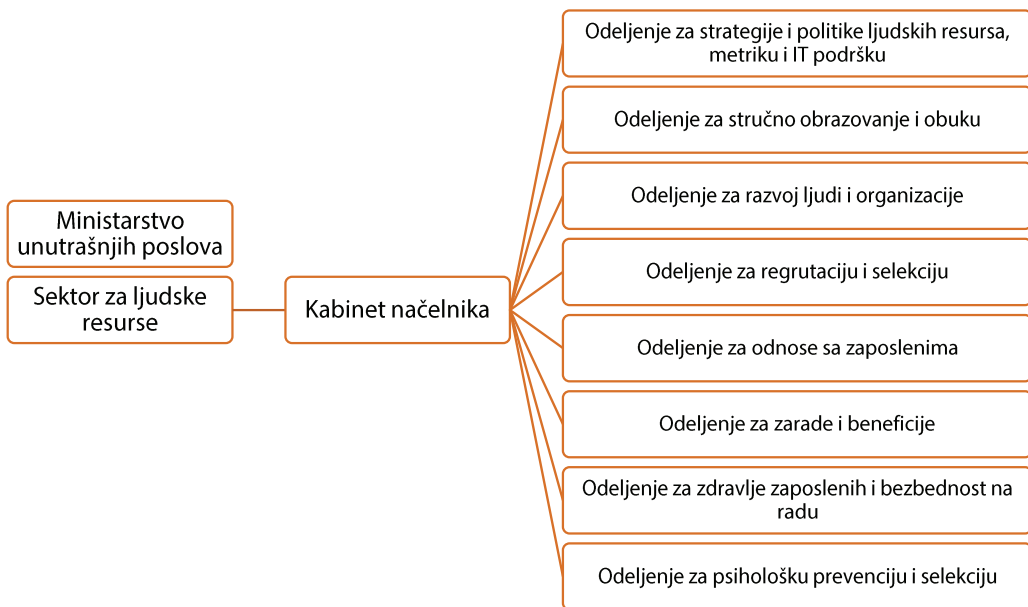 Ministarstvo
unutrašnjih poslova
Sektor za ljudske
resurse
Kabinet načelnika
Odeljenje za strategije i politike ljudskih resursa,
metriku i IT podršku
Odeljenje za stručno obrazovanje i obuku
Odeljenje za razvoj ljudi i organizacije
Odeljenje za regrutaciju i selekciju
Odeljenje za odnose sa zaposlenima
Odeljenje za zarade i beneficije
Odeljenje za zdravlje zaposlenih i bezbednost na
radu
Odeljenje za psihološku prevenciju i selekciju